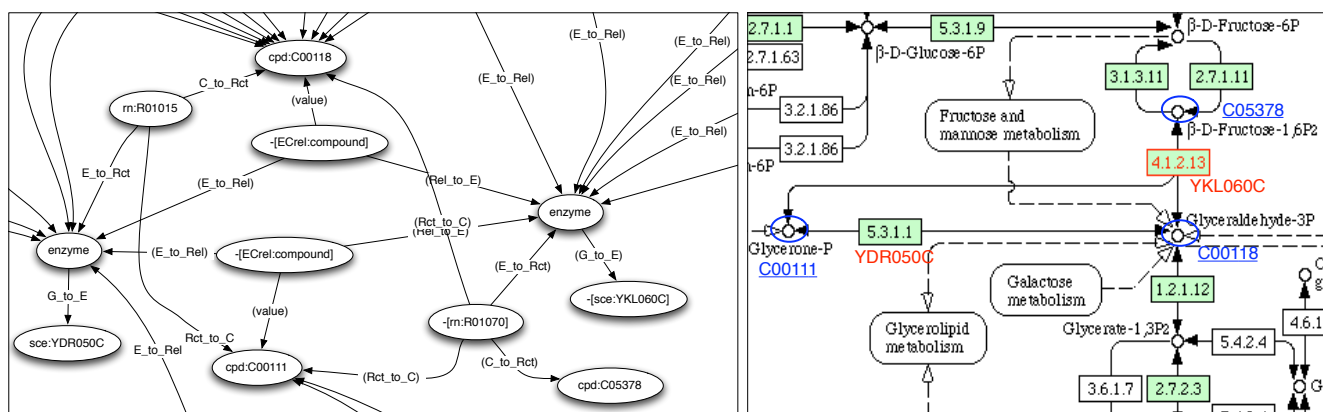 cpd:C00118
(E_to_Rel)
(E_to_Rel)
(E_to_Rel)
(E_to_Rel)
(E_to_Rel)
C_to_Rct
rn:R01015
(value)
-[ECrel:compound]
E_to_Rct
(E_to_Rel)
(Rel_to_E)
enzyme
(Rct_to_C)
(Rel_to_E)
enzyme
(E_to_Rel)
-[ECrel:compound]
(E_to_Rct)
(G_to_E)
G_to_E
-[sce:YKL060C]
(value)
-[rn:R01070]
sce:YDR050C
E_to_Rel
Rct_to_C
cpd:C00111
(Rct_to_C)
(C_to_Rct)
cpd:C05378
2.7.1.1
5.3.1.9
β-D-Fructose-6P
2.7.1.63
β-D-Glucose-6P
3.1.3.11
2.7.1.11
n-6P
3.2.1.86
Fructose and
mannose metabolism
C05378
β-D-Fructose-1,6P2
3.2.1.86
n-6P
4.1.2.13
YKL060C
Glyceraldehyde-3P
5.3.1.1
Glycerone-P
YDR050C
C00111
C00118
Galactose
metabolism
1.2.1.12
Glycerolipid
metabolism
Glycerate-1,3P2
4.6.1
5.4.2.4
3.6.1.7
2.7.2.3